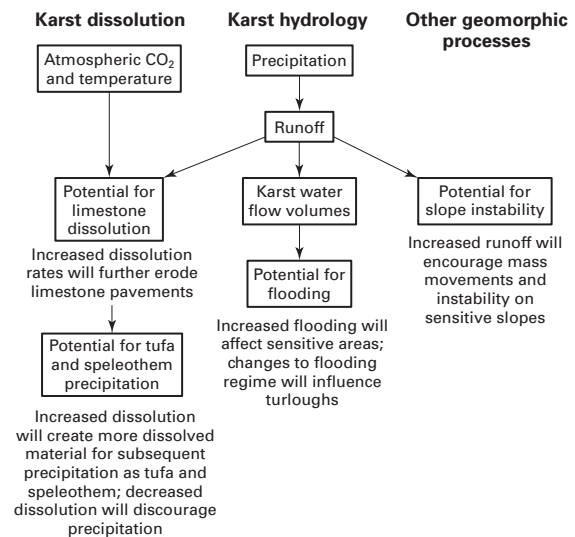 Karst dissolution
Karst hydrology
Other geomorphic
processes
Atmospheric CO₂
and temperature
Precipitation
Runoff
Potential for
limestone
dissolution
Karst water
flow volumes
Potential for
slope instability
Increased dissolution
rates will further erode
limestone pavements
Increased runoff will
encourage mass
movements and
instability on
sensitive slopes
Potential for
flooding
Increased flooding will
affect sensitive areas;
changes to flooding
regime will influence
turloughs
Potential for tufa
and speleothem
precipitation
Increased dissolution
will create more dissolved
material for subsequent
precipitation as tufa and
speleothem; decreased
dissolution will discourage
precipitation